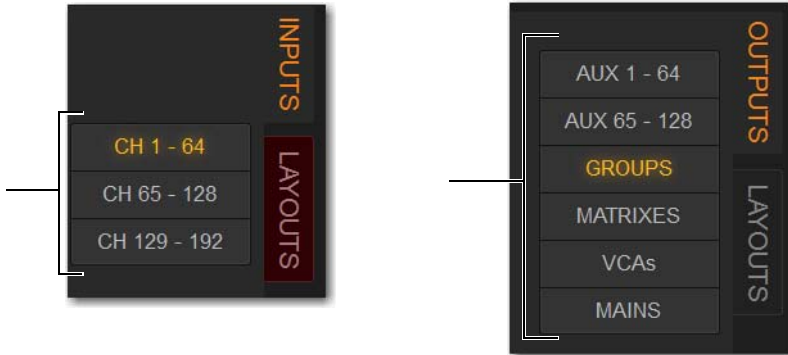 INPUTS
CH 1 - 64
CH 65 - 128
CH 129 - 192
LAYOUTS
OUTPUTS
AUX 1 - 64
AUX 65 - 128
GROUPS
MATRIXES
VCAs
MAINS
LAYOUTS